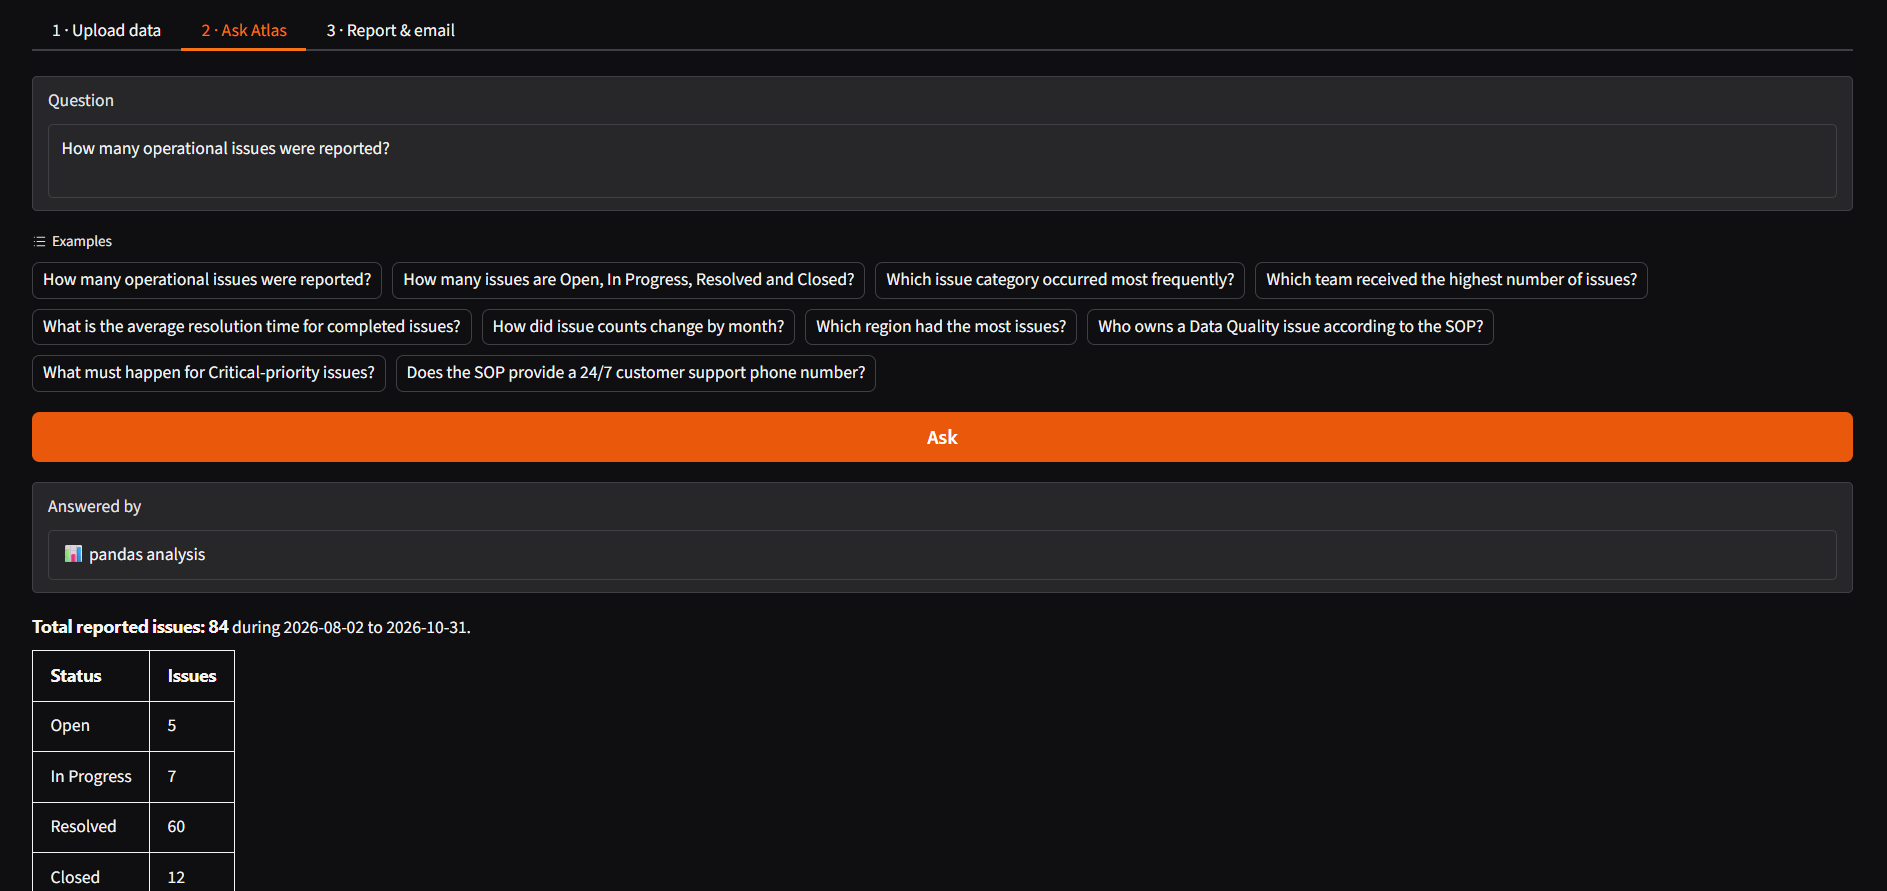 1 · Upload data 2 · Ask Atlas 3 · Report & email
Question
How many operational issues were reported?
Examples
How many operational issues were reported? How many issues are Open, In Progress, Resolved and Closed? Which issue category occurred most frequently? Which team received the highest number of issues?
What is the average resolution time for completed issues? How did issue counts change by month? Which region had the most issues? Who owns a Data Quality issue according to the SOP?
What must happen for Critical-priority issues? Does the SOP provide a 24/7 customer support phone number?
Ask
Answered by
pandas analysis
Total reported issues: 84 during 2026-08-02 to 2026-10-31.
Status Issues
Open 5
In Progress 7
Resolved 60
Closed 12